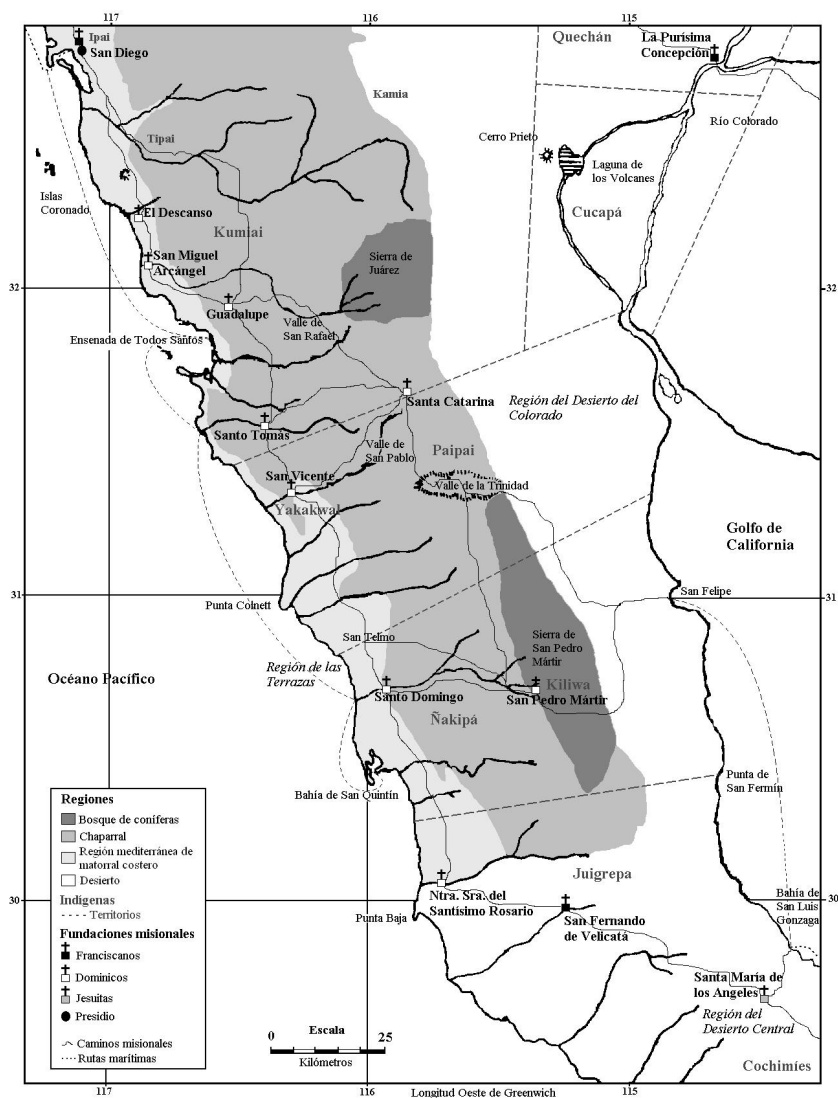 117
116
115
Ipai
San Diego
Quechán
La Purísima
Concepción
Kamia
Río Colorado
Tipai
Cerro Prieto
Laguna de
los Volcanes
Islas
Coronado
El Descanso
Cucapá
Kumiai
San Miguel
Arcángel
Sierra de
Juárez
32
32
Guadalupe
Valle de
San Rafael
Ensenada de Todos Santos
Santa Catarina
Región del Desierto del
Colorado
Santo Tomás
Valle de
San Pablo
Paipai
San Vicente
Valle de la Trinidad
Yakakwal
Golfo de
California
31
31
Punta Colnett
San Felipe
San Telmo
Sierra de
San Pedro
Mártir
Región de las
Terrazas
Océano Pacífico
Kiliwa
Santo Domingo
San Pedro Mártir
Ñakipá
Punta de
San Fermín
Bahía de San Quintín
Regiones
Bosque de coníferas
Chaparral
Región mediterránea de
matorral costero
Desierto
Indígenas
Territorios
Fundaciones misionales
Franciscanos
Dominicos
Jesuitas
Presidio
Caminos misionales
Rutas marítimas
Juigrepa
30
30
Ntra. Sra. del
Santísimo Rosario
Punta Baja
San Fernando
de Velicatá
Bahía de
San Luis
Gonzaga
Santa María de
los Angeles
Región del
Desierto Central
Escala
0
25
Kilómetros
Cochimíes
117
116
115
Longitud Oeste de Greenwich